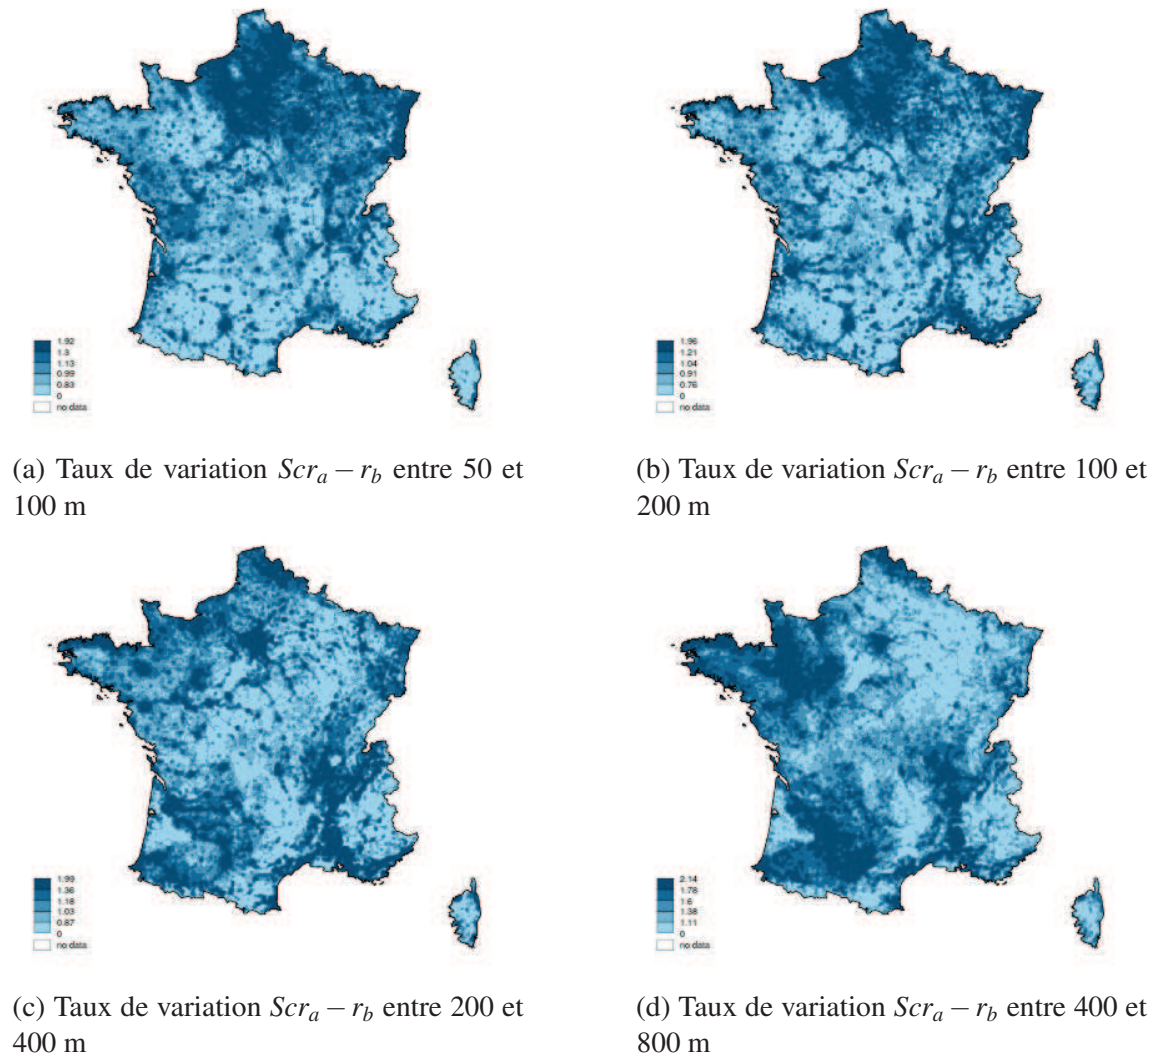 1.92
1.3
1.13
0.99
0.83
0
no data
1.96
1.21
1.04
0.91
0.76
0
no data
(a) Taux de variation Scr_a − r_b entre 50 et
100 m
(b) Taux de variation Scr_a − r_b entre 100 et
200 m
1.99
1.36
1.18
1.03
0.87
0
no data
2.14
1.78
1.6
1.38
1.11
0
no data
(c) Taux de variation Scr_a − r_b entre 200 et
400 m
(d) Taux de variation Scr_a − r_b entre 400 et
800 m